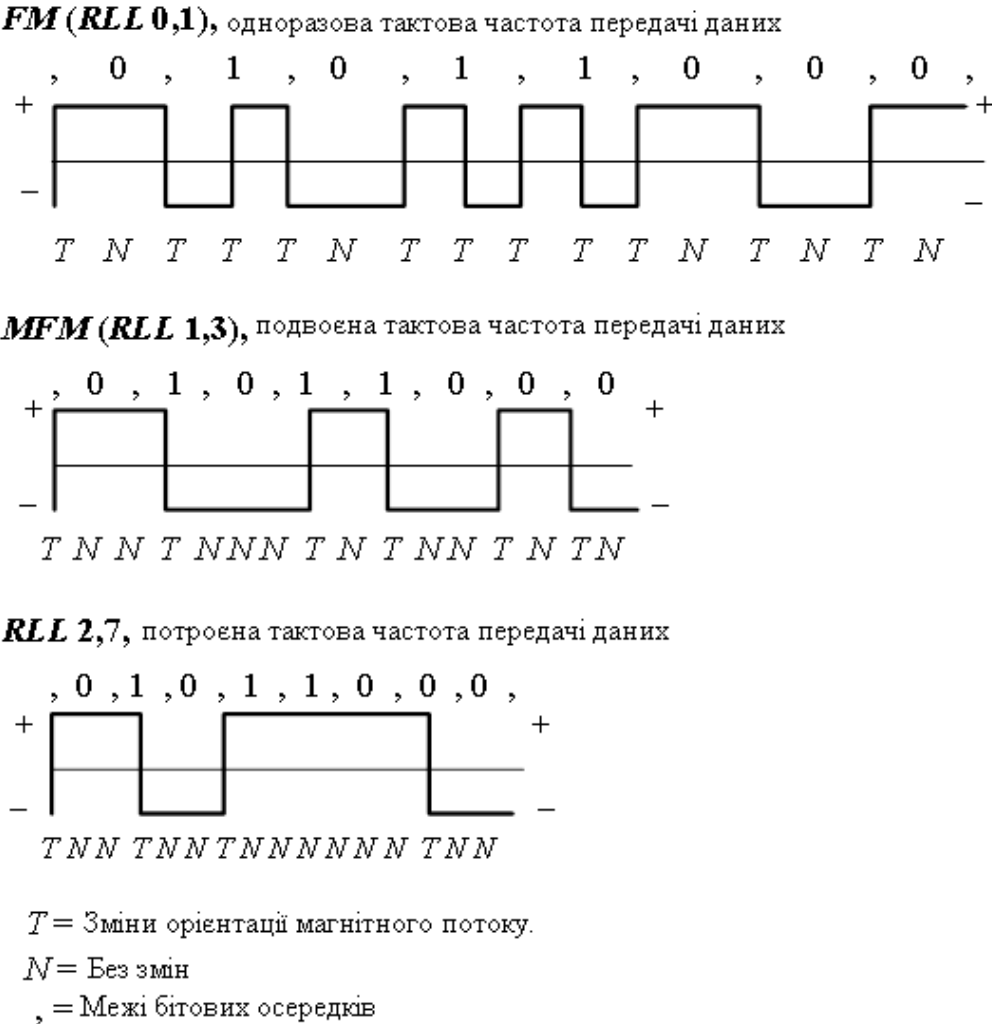 FM (RLL 0,1), одноразова тактова частота передачі даних
, 0 , 1 , 0 , 1 , 1 , 0 , 0 , 0 ,
+ +
– –
T N T T T N T T T T T N T N T N
MFM (RLL 1,3), подвоєна тактова частота передачі даних
, 0 , 1 , 0 , 1 , 1 , 0 , 0 , 0
+ +
– –
T N N T N N N T N T N N T N T N
RLL 2,7, потроєна тактова частота передачі даних
, 0 , 1 , 0 , 1 , 1 , 0 , 0 , 0 ,
+ +
– –
T N N T N N T N N N N N N T N N
T = Зміни орієнтації магнітного потоку.
N = Без змін
, = Межі бітових осередків